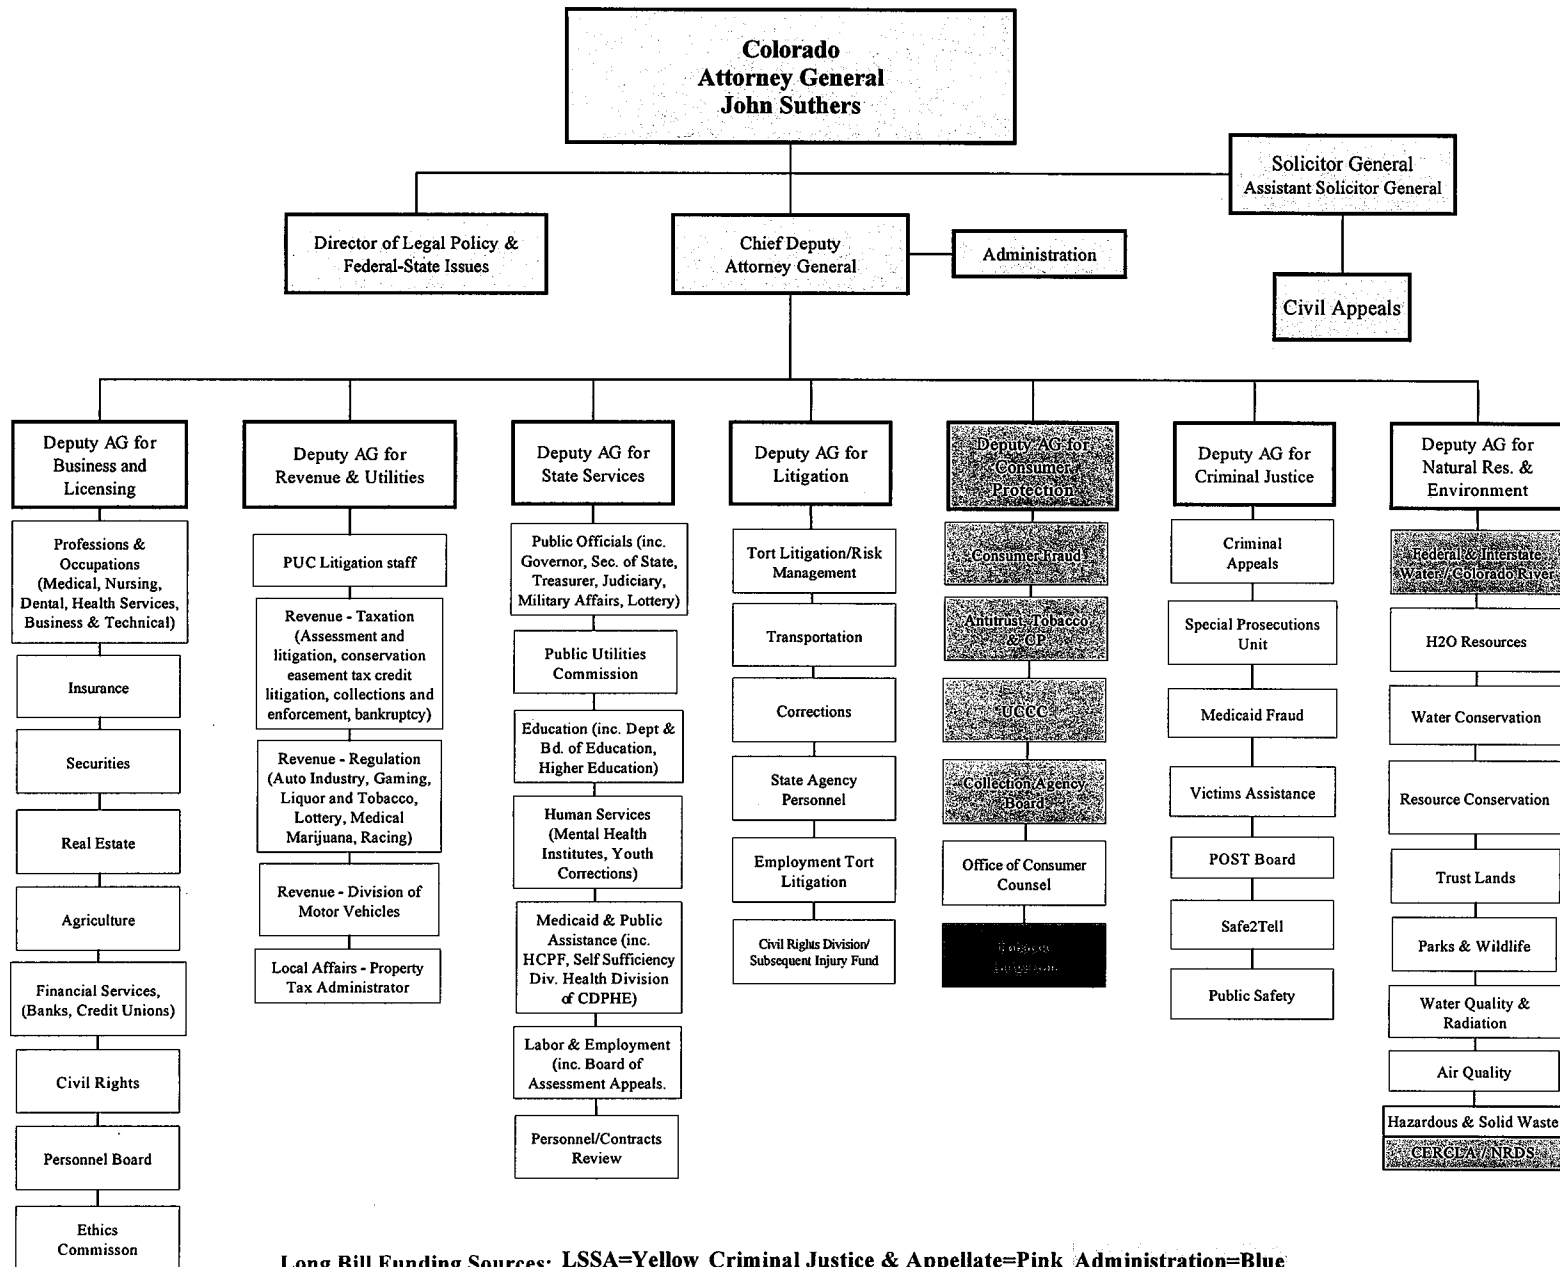 Colorado
Attorney General
John Suthers
Solicitor General
Assistant Solicitor General
Director of Legal Policy &
Federal-State Issues
Chief Deputy
Attorney General
Administration
Civil Appeals
Deputy AG for
Business and
Licensing
Professions &
Occupations
(Medical, Nursing,
Dental, Health Services,
Business & Technical)
Insurance
Securities
Real Estate
Agriculture
Financial Services,
(Banks, Credit Unions)
Civil Rights
Personnel Board
Ethics
Commisson
Deputy AG for
Revenue & Utilities
PUC Litigation staff
Revenue - Taxation
(Assessment and
litigation, conservation
easement tax credit
litigation, collections and
enforcement, bankruptcy)
Revenue - Regulation
(Auto Industry, Gaming,
Liquor and Tobacco,
Lottery, Medical
Marijuana, Racing)
Revenue - Division of
Motor Vehicles
Local Affairs - Property
Tax Administrator
Deputy AG for
State Services
Public Officials (inc.
Governor, Sec. of State,
Treasurer, Judiciary,
Military Affairs, Lottery)
Public Utilities
Commission
Education (inc. Dept &
Bd. of Education,
Higher Education)
Human Services
(Mental Health
Institutes, Youth
Corrections)
Medicaid & Public
Assistance (inc.
HCPF, Self Sufficiency
Div. Health Division
of CDPHE)
Labor & Employment
(inc. Board of
Assessment Appeals.
Personnel/Contracts
Review
Deputy AG for
Litigation
Tort Litigation/Risk
Management
Transportation
Corrections
State Agency
Personnel
Employment Tort
Litigation
Civil Rights Division/
Subsequent Injury Fund
Deputy AG for
Consumer
Protection
Consumer Fraud
Antitrust, Tobacco
& CP
UCCC
Collection Agency
Board
Office of Consumer
Counsel
Deputy AG for
Criminal Justice
Criminal
Appeals
Special Prosecutions
Unit
Medicaid Fraud
Victims Assistance
POST Board
Safe2Tell
Public Safety
Deputy AG for
Natural Res. &
Environment
Federal & Interstate
Water / Colorado River
H2O Resources
Water Conservation
Resource Conservation
Trust Lands
Parks & Wildlife
Water Quality &
Radiation
Air Quality
Hazardous & Solid Waste
CERCLA / NRDS
Long Bill Funding Sources: LSSA=Yellow Criminal Justice & Appellate=Pink Administration=Blue